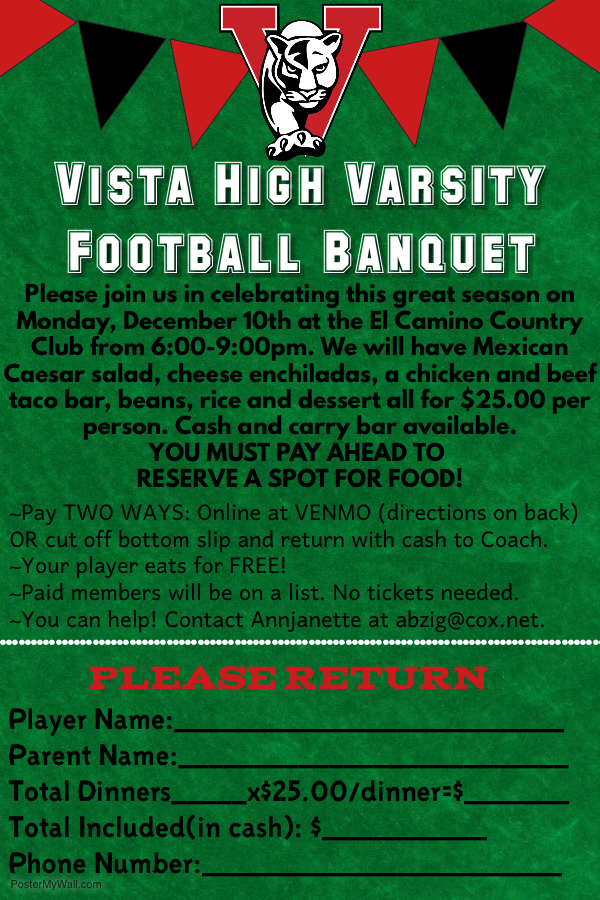 V
Vista High Varsity
Football Banquet
Please join us in celebrating this great season on
Monday, December 10th at the El Camino Country
Club from 6:00-9:00pm. We will have Mexican
Caesar salad, cheese enchiladas, a chicken and beef
taco bar, beans, rice and dessert all for $25.00 per
person. Cash and carry bar available.
YOU MUST PAY AHEAD TO
RESERVE A SPOT FOR FOOD!
~Pay TWO WAYS: Online at VENMO (directions on back)
OR cut off bottom slip and return with cash to Coach.
~Your player eats for FREE!
~Paid members will be on a list. No tickets needed.
~You can help! Contact Annjanette at abzig@cox.net.
PLEASE RETURN
Player Name:__________________________
Parent Name:__________________________
Total Dinners_____x$25.00/dinner=$_______
Total Included(in cash): $___________
Phone Number:________________________
PosterMyWall.com